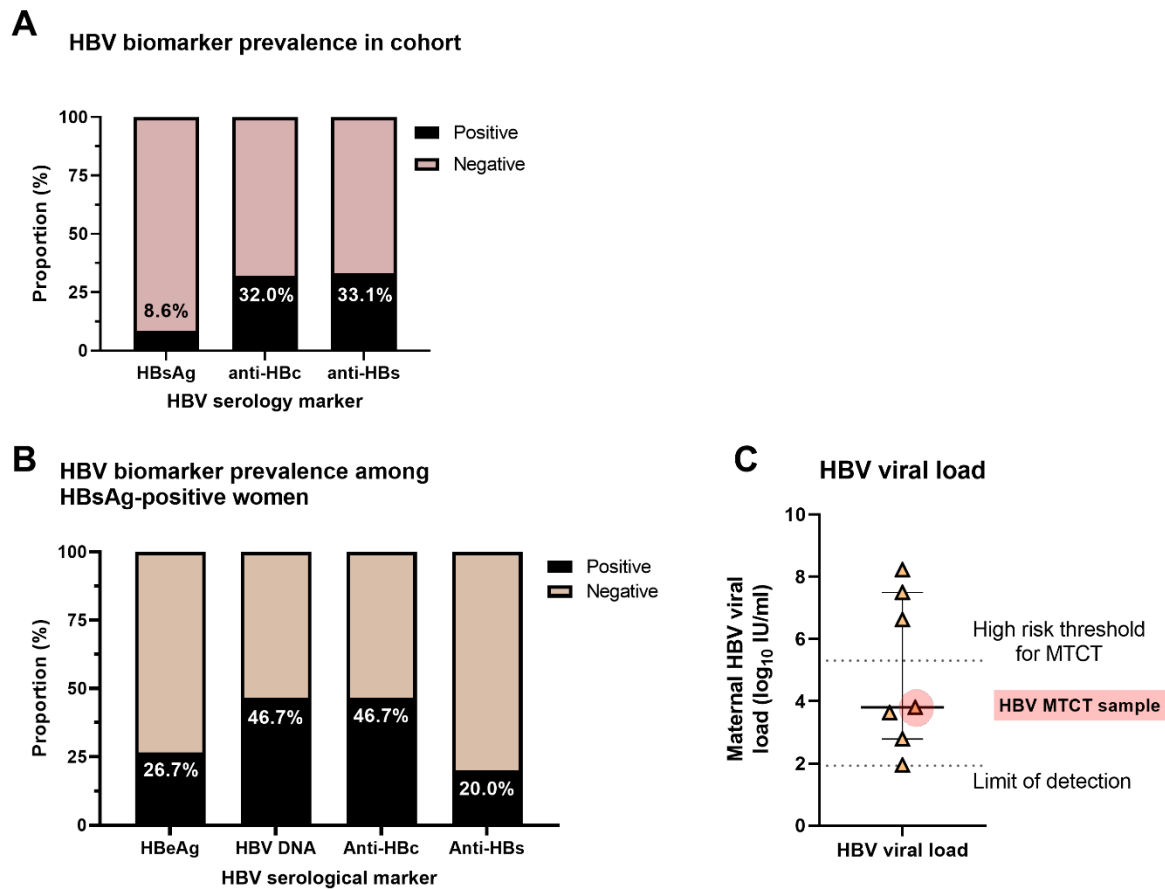 A
HBV biomarker prevalence in cohort
Proportion (%)
100
75
50
25
0
8.6%
32.0%
33.1%
HBsAg
anti-HBc
anti-HBs
HBV serology marker
Positive
Negative
B
HBV biomarker prevalence among
HBsAg-positive women
Proportion (%)
100
75
50
25
0
26.7%
46.7%
46.7%
20.0%
HBeAg
HBV DNA
Anti-HBc
Anti-HBs
HBV serological marker
Positive
Negative
C
HBV viral load
Maternal HBV viral
load (log10 IU/ml)
10
8
6
4
2
0
High risk threshold
for MTCT
HBV MTCT sample
Limit of detection
HBV viral load